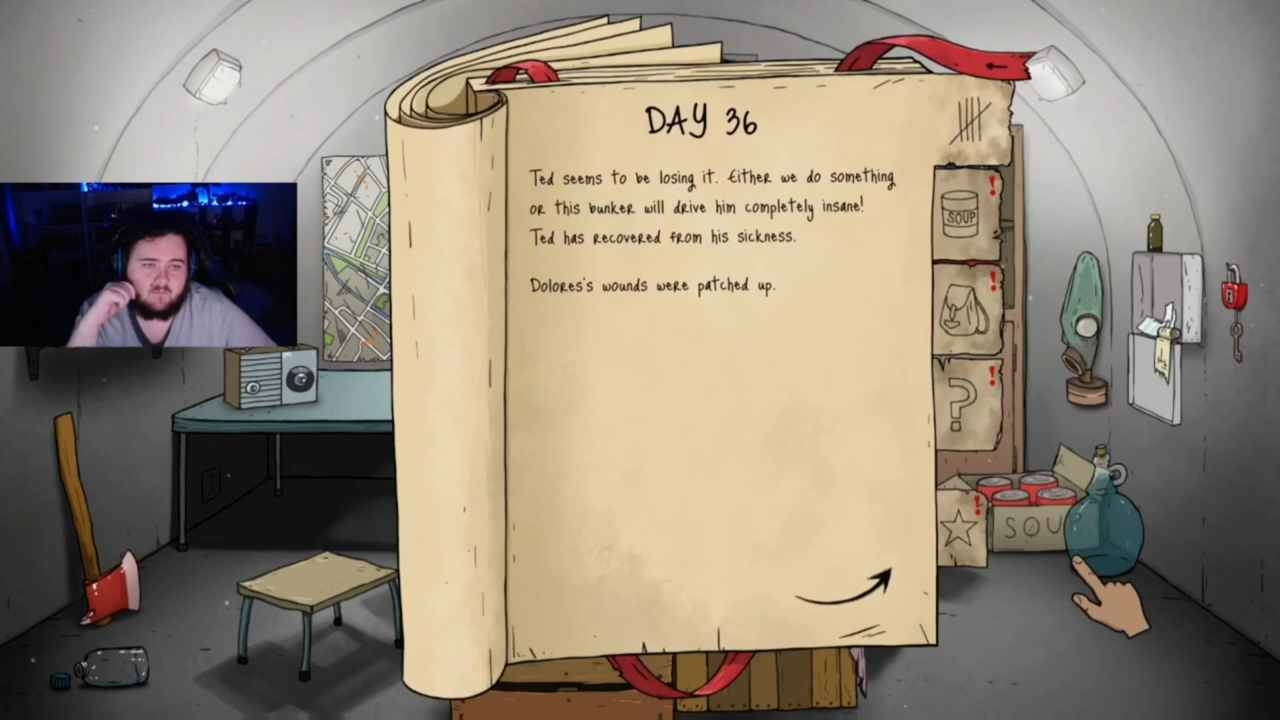 DAY 36
Ted seems to be losing it. Either we do something
or this bunker will drive him completely insane!
Ted has recovered from his sickness.
Dolores's wounds were patched up.
!
SOUP
!
!
?
!
SOU